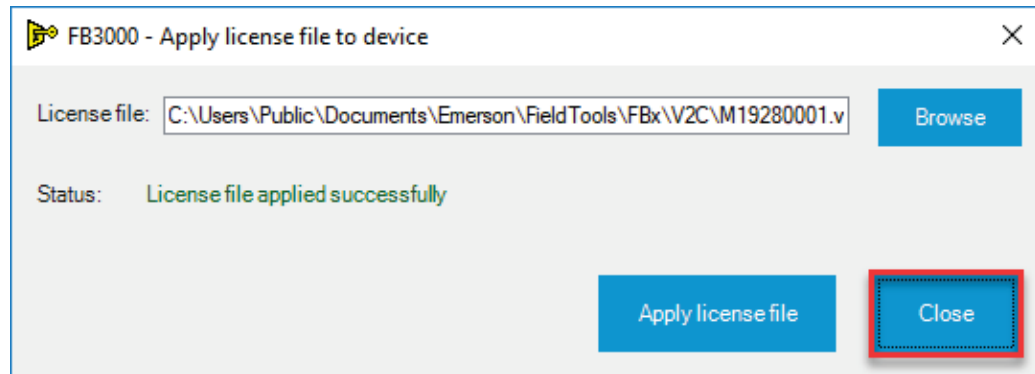 FB3000 - Apply license file to device
License file: C:\Users\Public\Documents\Emerson\FieldTools\FBx\V2C\M19280001.v Browse
Status: License file applied successfully
Apply license file Close